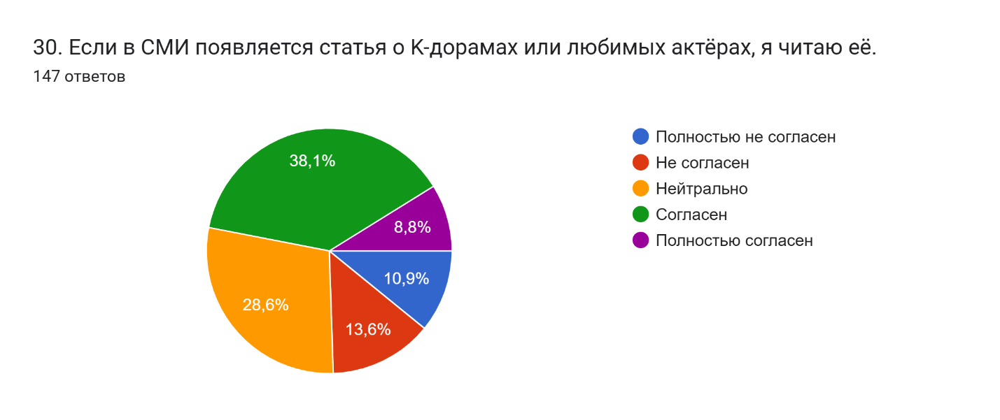 30. Если в СМИ появляется статья о К-дорамах или любимых актёрах, я читаю её.
147 ответов
38,1%
8,8%
10,9%
28,6%
13,6%
Полностью не согласен
Не согласен
Нейтрально
Согласен
Полностью согласен